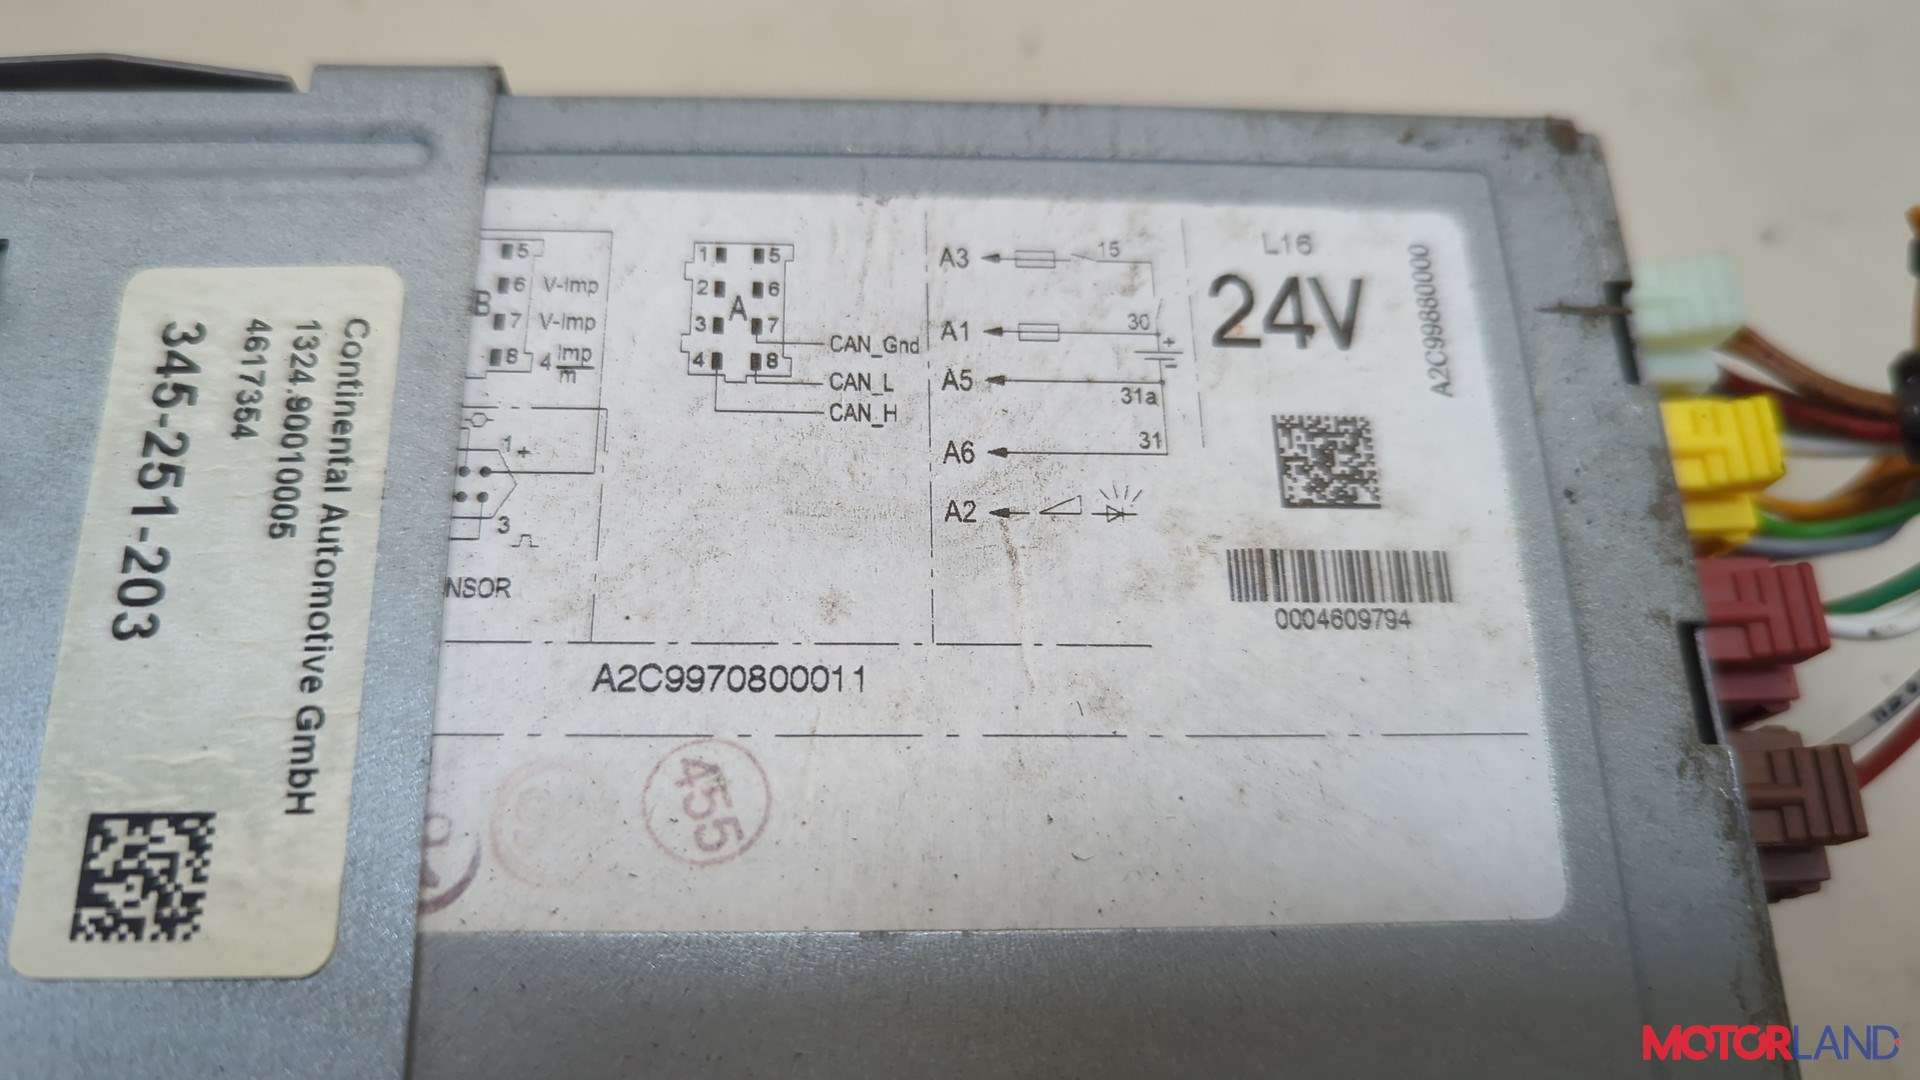 Continental Automotive GmbH
1324.90010005
4617354
345-251-203
5
6 V-Imp
B
7 V-Imp
8 4 Imp
m
1 +
3
NSOR
1 5
2 6
A
3 7
4 8
CAN_Gnd
CAN_L
CAN_H
A3 15
A1 30
+
-
A5 31a
A6 31
A2
L16
24V
A2C99880000
0004609794
A2C9970800011
455
MOTORLAND